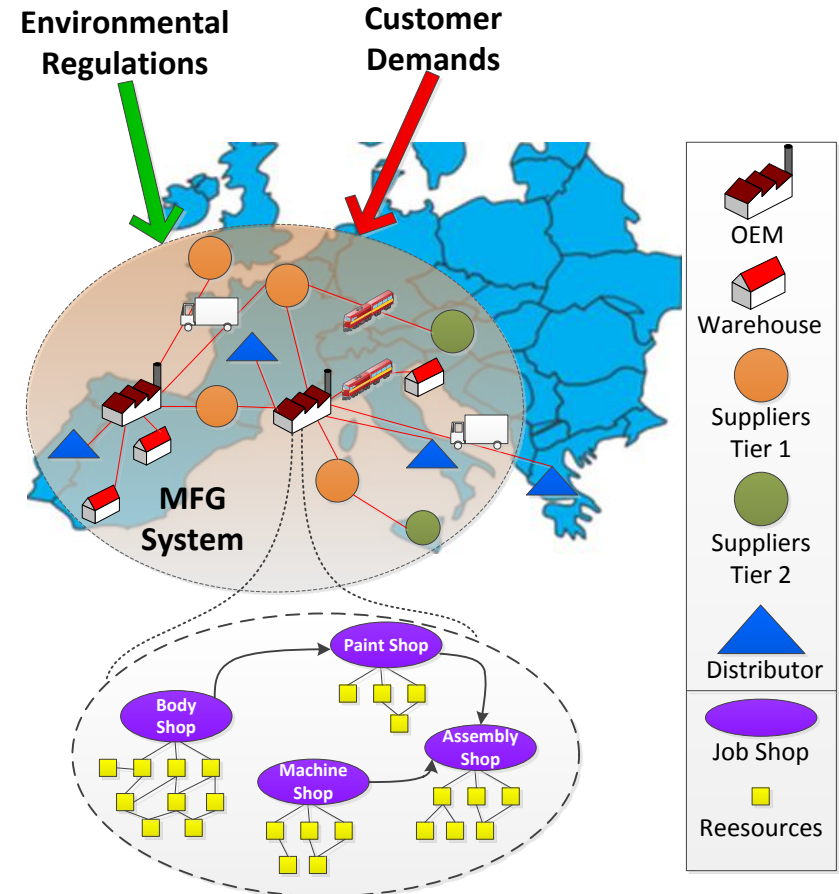 Environmental
Regulations
Customer
Demands
MFG
System
OEM
Warehouse
Suppliers
Tier 1
Suppliers
Tier 2
Distributor
Job Shop
Reesources
Paint Shop
Body
Shop
Assembly
Shop
Machine
Shop